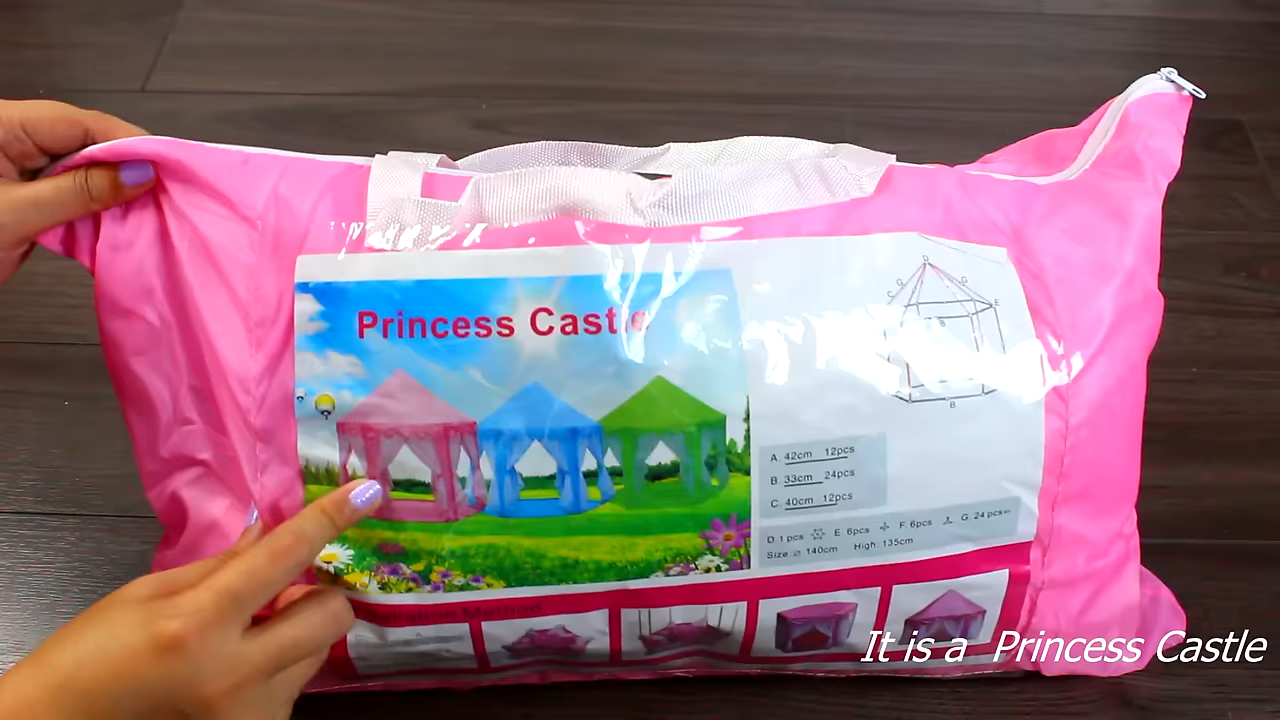 Princess Castle
D
G
G
C
E
B
B
A. 42cm 12pcs
B. 33cm 24pcs
C. 40cm 12pcs
D 1 pcs E 6pcs F. 6pcs G. 24 pcs
Size: ⌀ 140cm High: 135cm
It is a Princess Castle